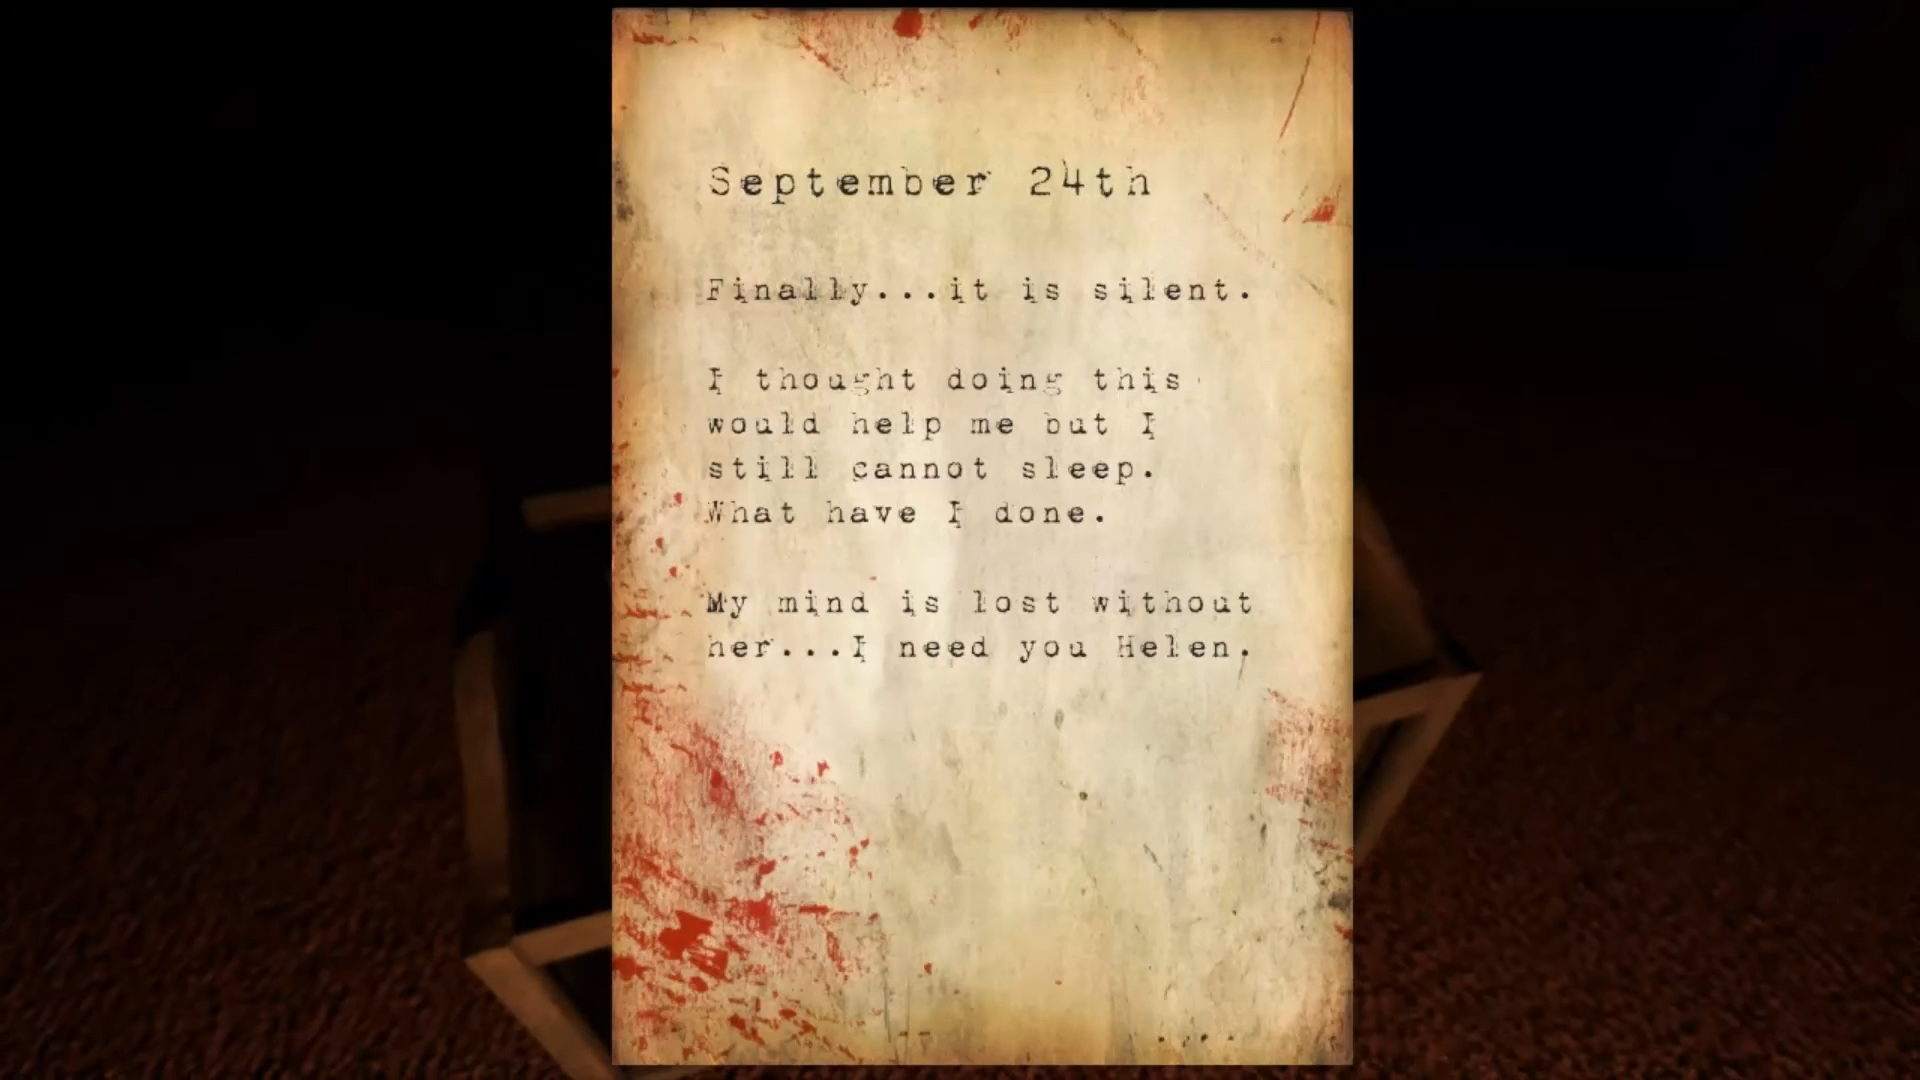 September 24th
Finally...it is silent.
I thought doing this
would help me but I
still cannot sleep.
What have I done.
My mind is lost without
her...I need you Helen.